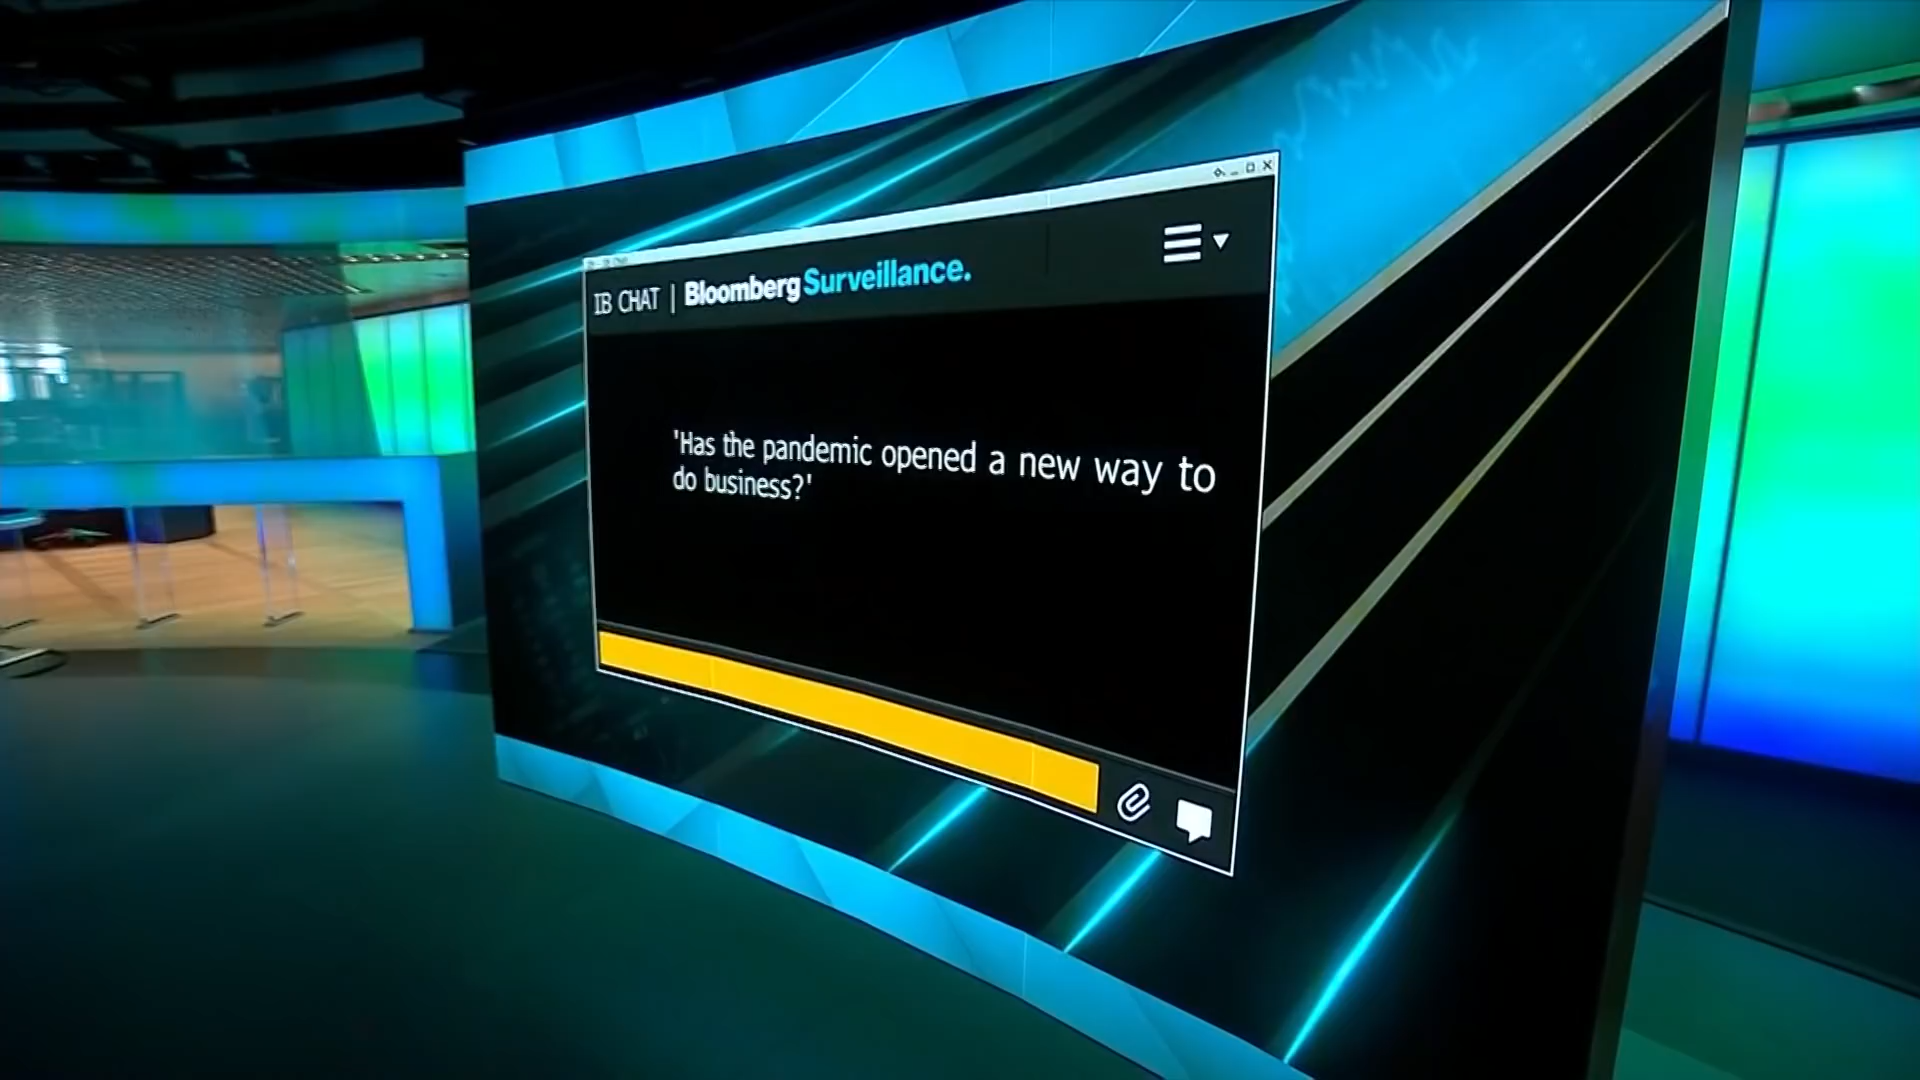 IB CHAT | Bloomberg Surveillance.
'Has the pandemic opened a new way to
do business?'